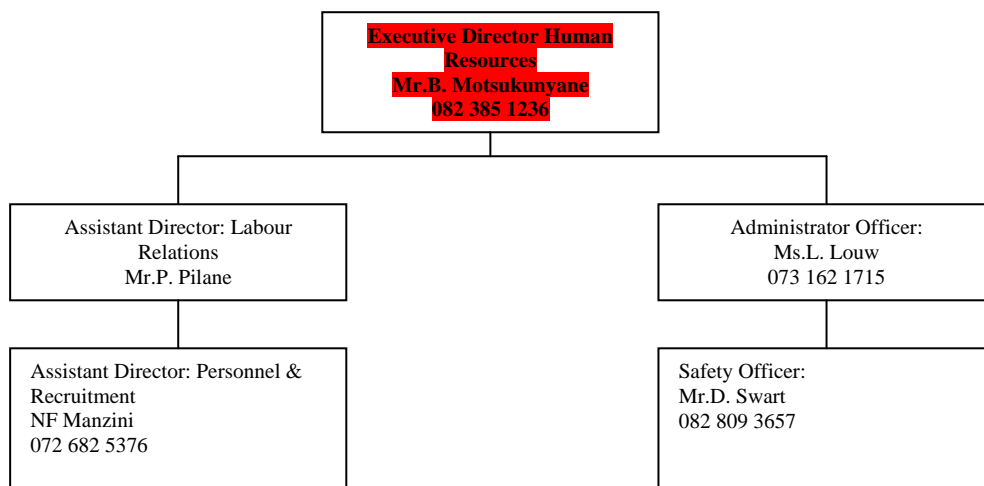 Executive Director Human
Resources
Mr.B. Motsukunyane
082 385 1236
Assistant Director: Labour
Relations
Mr.P. Pilane
Administrator Officer:
Ms.L. Louw
073 162 1715
Assistant Director: Personnel &
Recruitment
NF Manzini
072 682 5376
Safety Officer:
Mr.D. Swart
082 809 3657